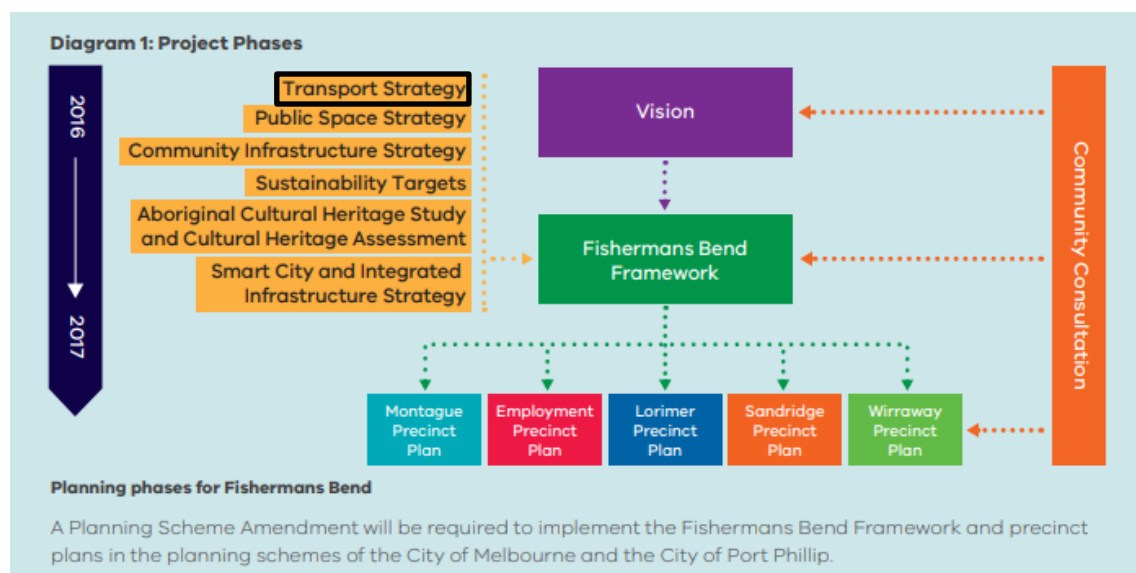 Diagram 1: Project Phases
2016
2017
Transport Strategy
Public Space Strategy
Community Infrastructure Strategy
Sustainability Targets
Aboriginal Cultural Heritage Study
and Cultural Heritage Assessment
Smart City and Integrated
Infrastructure Strategy
Vision
Fishermans Bend
Framework
Community Consultation
Montague
Precinct
Plan
Employment
Precinct
Plan
Lorimer
Precinct
Plan
Sandridge
Precinct
Plan
Wirraway
Precinct
Plan
Planning phases for Fishermans Bend
A Planning Scheme Amendment will be required to implement the Fishermans Bend Framework and precinct
plans in the planning schemes of the City of Melbourne and the City of Port Phillip.